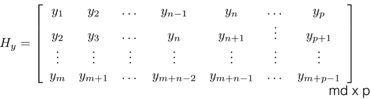 H_y = [ y_1 y_2 … y_{n−1} y_n … y_p
y_2 y_3 … y_n y_{n+1} ⋮ y_{p+1}
⋮ ⋮ ⋮ ⋮ ⋮ ⋮ ⋮
y_m y_{m+1} … y_{m+n−2} y_{m+n−1} … y_{m+p−1} ]
md x p